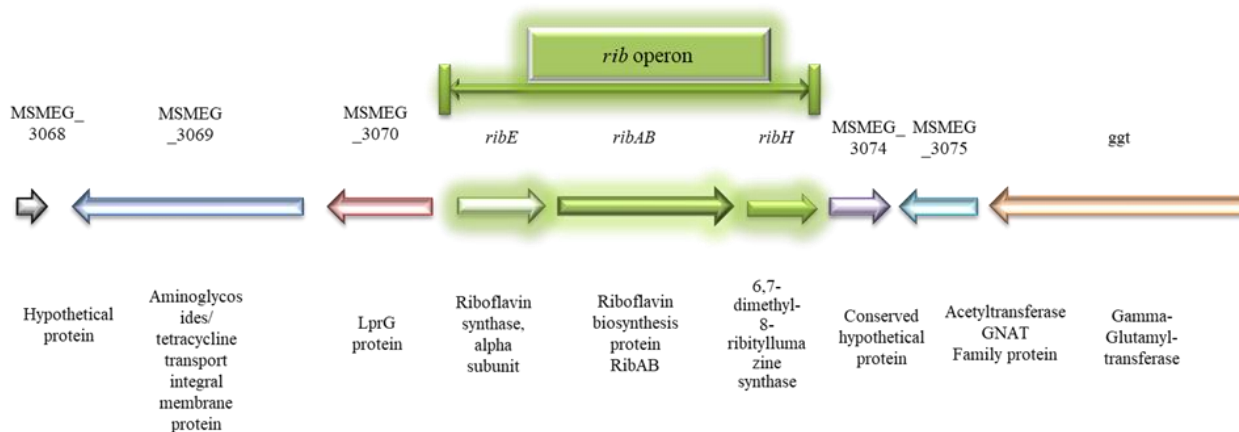 rib operon
MSMEG_
3068
MSMEG
_3069
MSMEG
_3070
ribE
ribAB
ribH
MSMEG_
3074
MSMEG
_3075
ggt
Hypothetical
protein
Aminoglycos
ides/
tetracycline
transport
integral
membrane
protein
LprG
protein
Riboflavin
synthase,
alpha
subunit
Riboflavin
biosynthesis
protein
RibAB
6,7-
dimethyl-
8-
ribitylluma
zine
synthase
Conserved
hypothetical
protein
Acetyltransferase
GNAT
Family protein
Gamma-
Glutamyl-
transferase